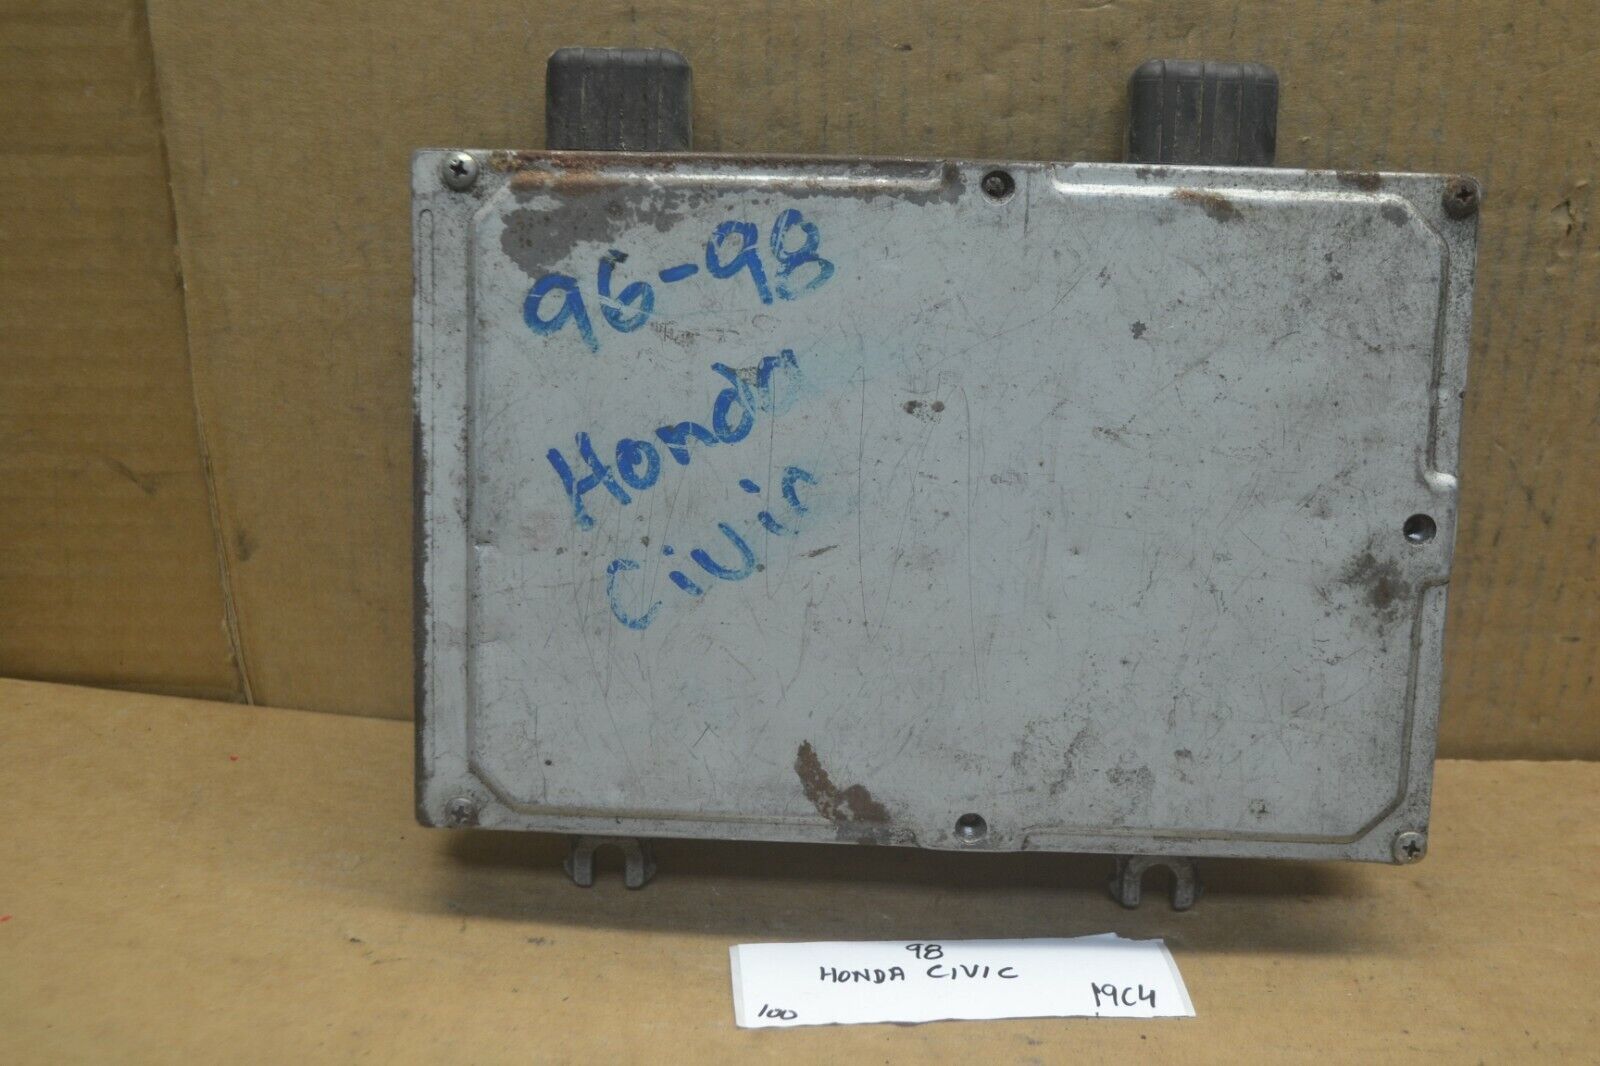 96-98
Honda
Civic
98
HONDA CIVIC
100
19C4